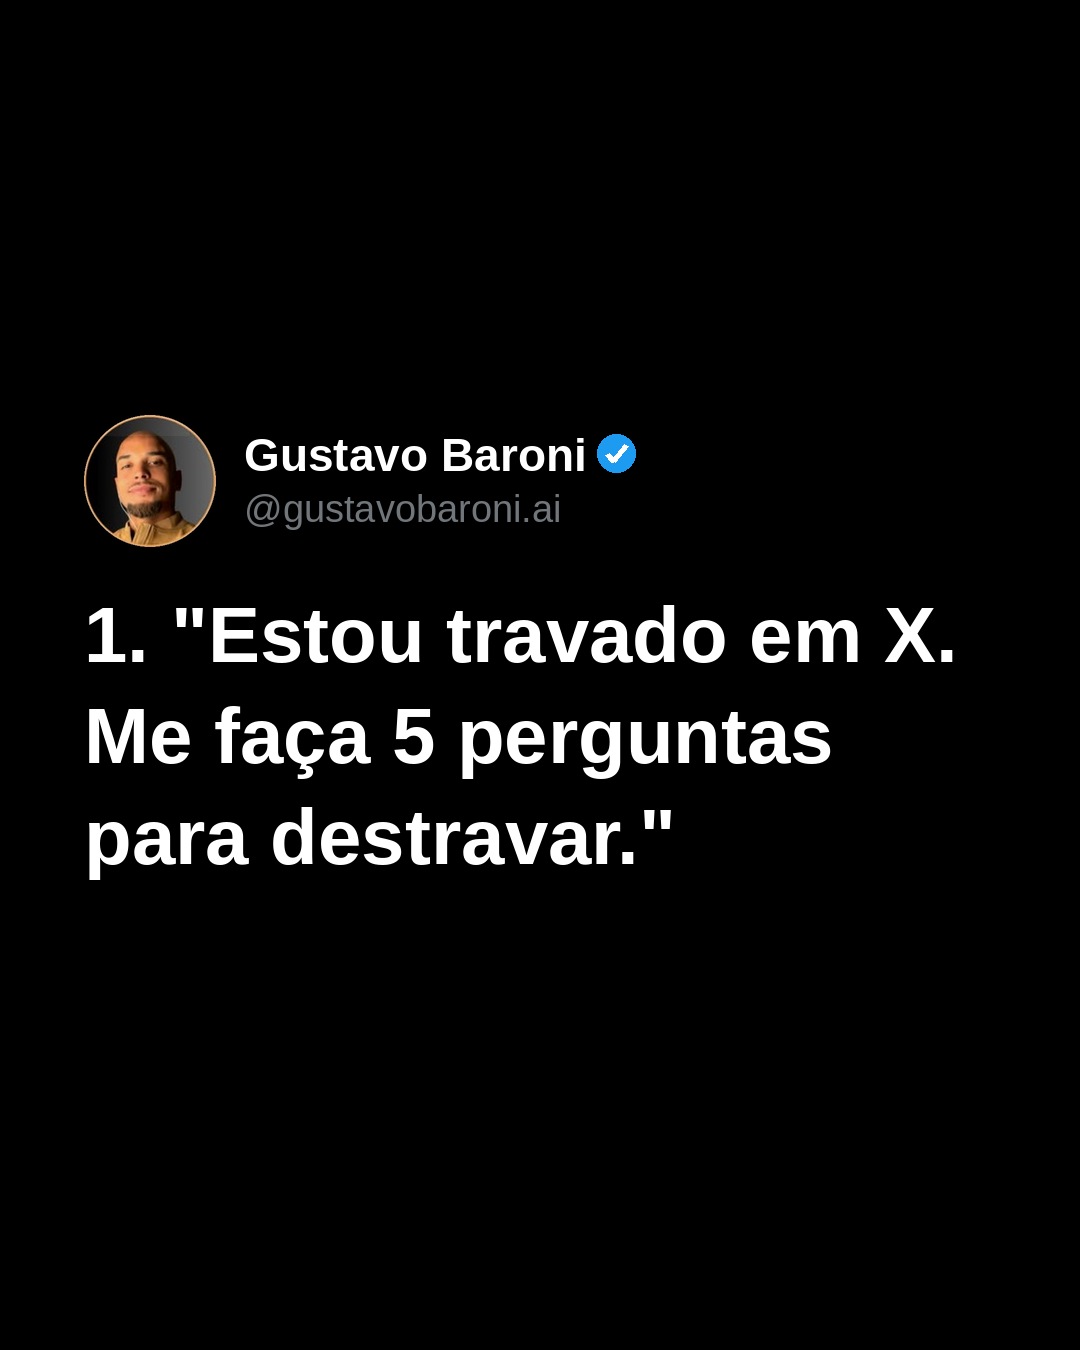 Gustavo Baroni
@gustavobaroni.ai
1. "Estou travado em X.
Me faça 5 perguntas
para destravar."